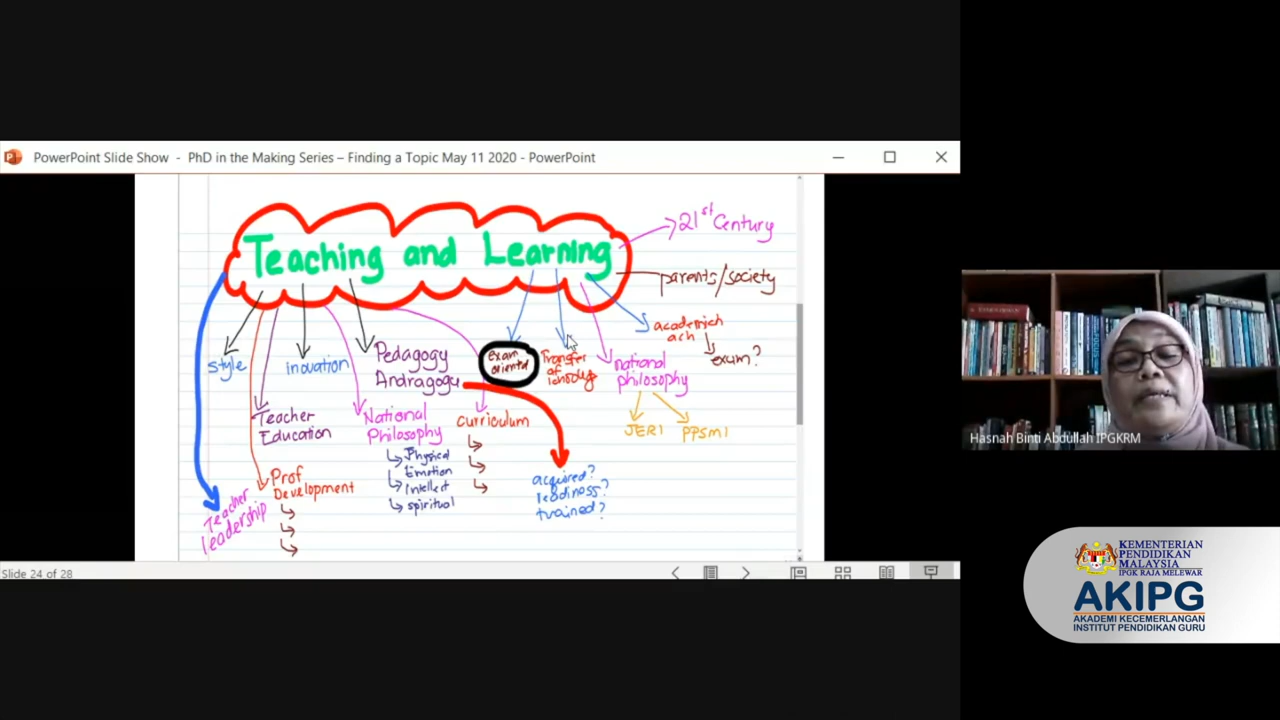 PowerPoint Slide Show - PhD in the Making Series – Finding a Topic May 11 2020 - PowerPoint
Teaching and Learning
21st Century
parents/society
academich
ach
exam?
style
inovation
Pedagogy
Andragogy
exam
oriented
Transfer
of
National
philosophy
JERI
PPSMI
Teacher
Education
National
Philosophy
Physical
Emotion
intellect
spiritual
curriculum
Prof
Development
acquired?
readiness?
trained?
Teacher
leadership
Slide 24 of 28
Hasnah Binti Abdullah IPGKRM
KEMENTERIAN
PENDIDIKAN
MALAYSIA
IPGK RAJA MELEWAR
AKIPG
AKADEMI KECEMERLANGAN
INSTITUT PENDIDIKAN GURU